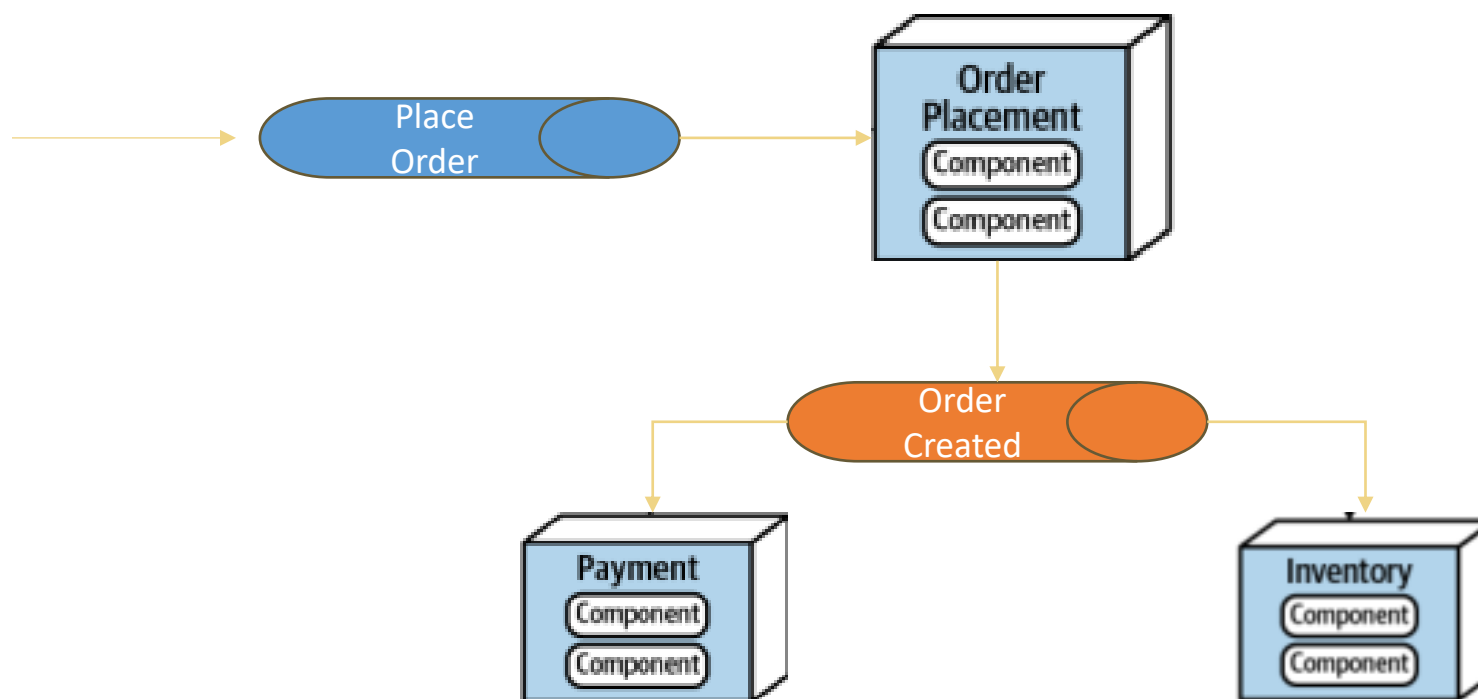 Place
Order
Order
Placement
Component
Component
Order
Created
Payment
Component
Component
Inventory
Component
Component